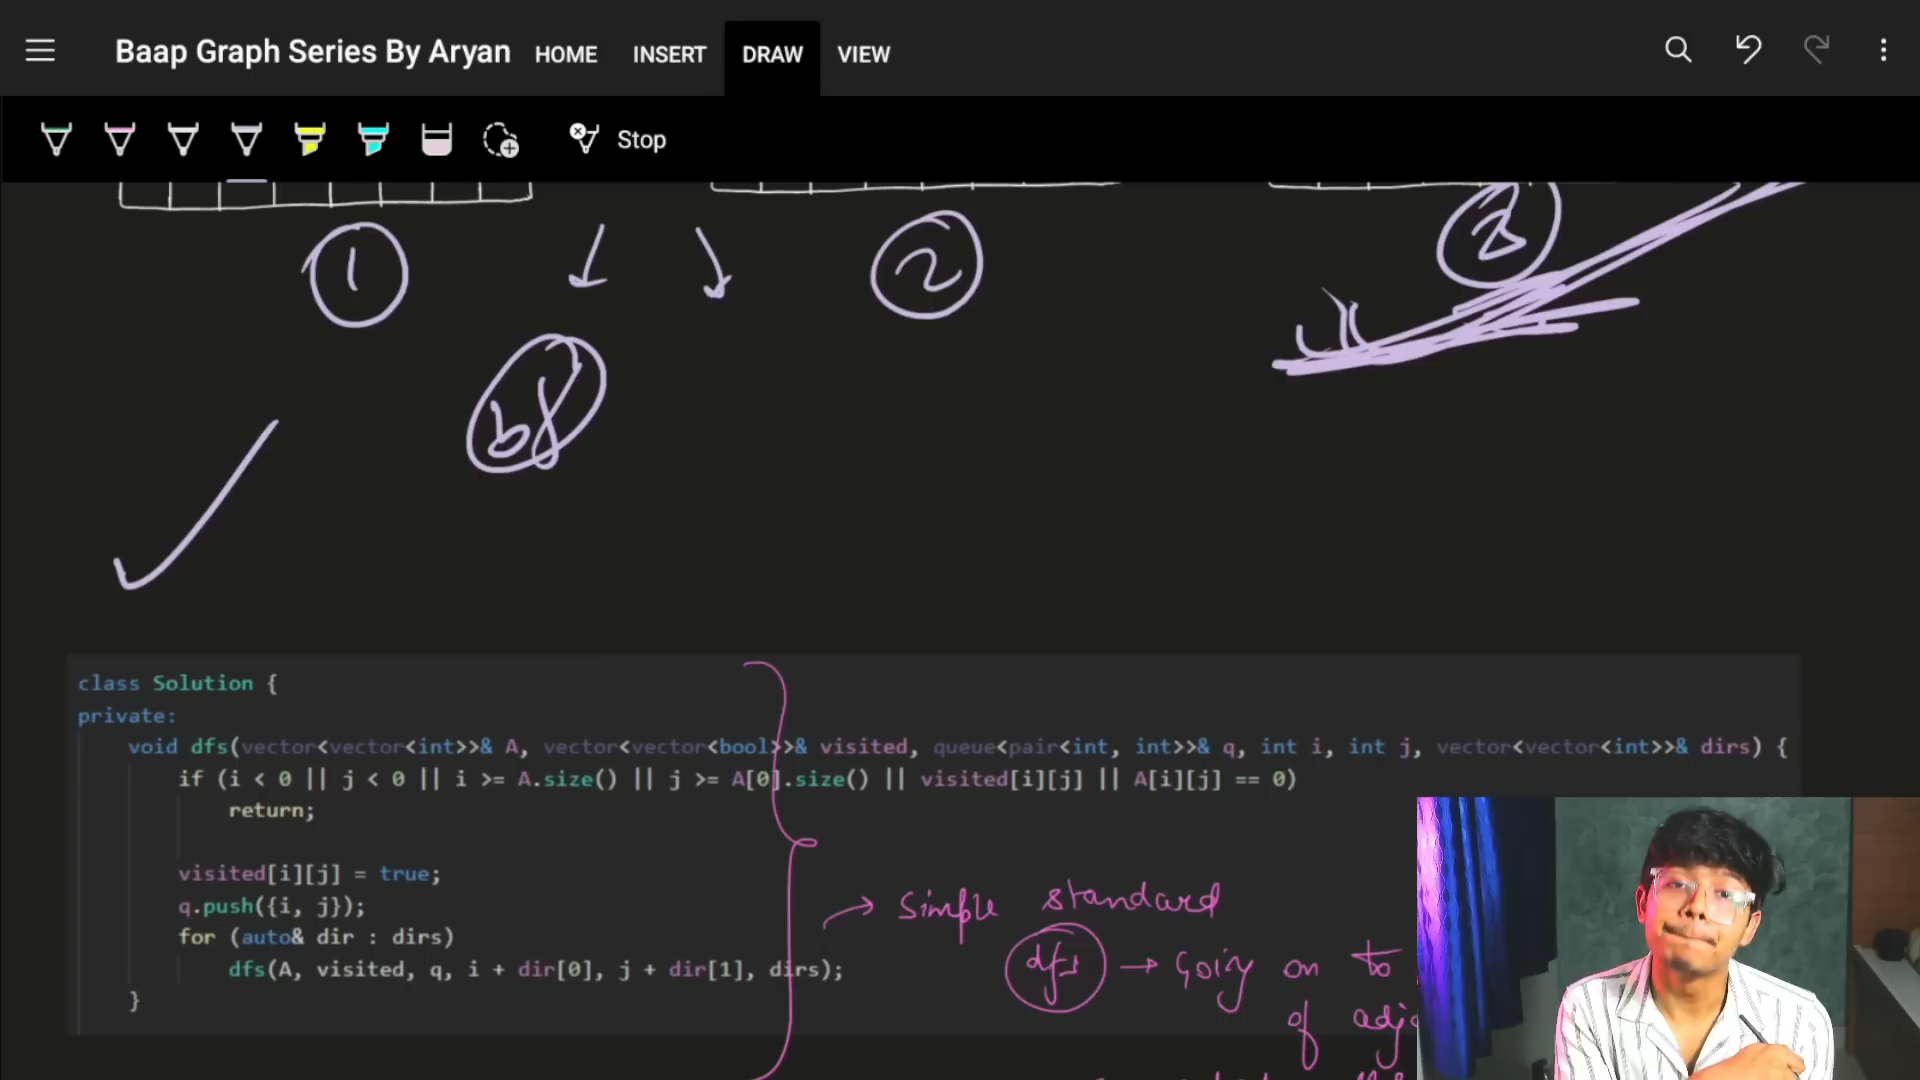 Baap Graph Series By Aryan HOME INSERT DRAW VIEW
Stop
1 2 3
bf
class Solution {
private:
void dfs(vector<vector<int>>& A, vector<vector<bool>>& visited, queue<pair<int, int>>& q, int i, int j, vector<vector<int>>& dirs) {
if (i < 0 || j < 0 || i >= A.size() || j >= A[0].size() || visited[i][j] || A[i][j] == 0)
return;
visited[i][j] = true;
q.push({i, j});
for (auto& dir : dirs)
dfs(A, visited, q, i + dir[0], j + dir[1], dirs);
}
→ Simple standard
dfs → Going on to
of